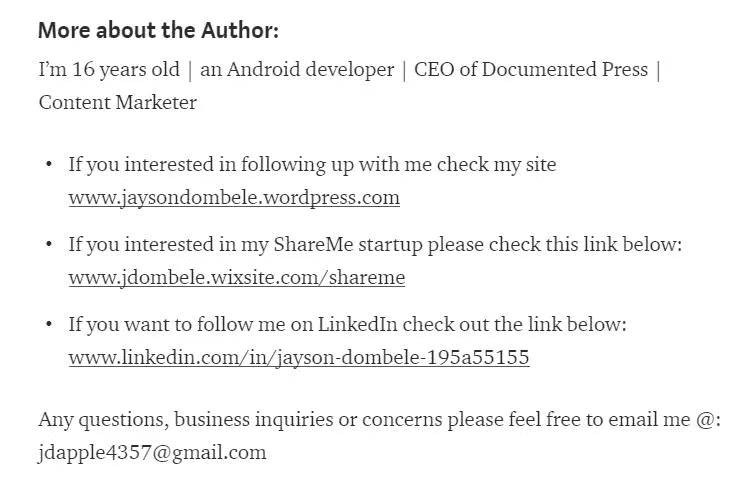 More about the Author:
I’m 16 years old | an Android developer | CEO of Documented Press |
Content Marketer
• If you interested in following up with me check my site
www.jaysondombele.wordpress.com
• If you interested in my ShareMe startup please check this link below:
www.jdombele.wixsite.com/shareme
• If you want to follow me on LinkedIn check out the link below:
www.linkedin.com/in/jayson-dombele-195a55155
Any questions, business inquiries or concerns please feel free to email me @:
jdapple4357@gmail.com